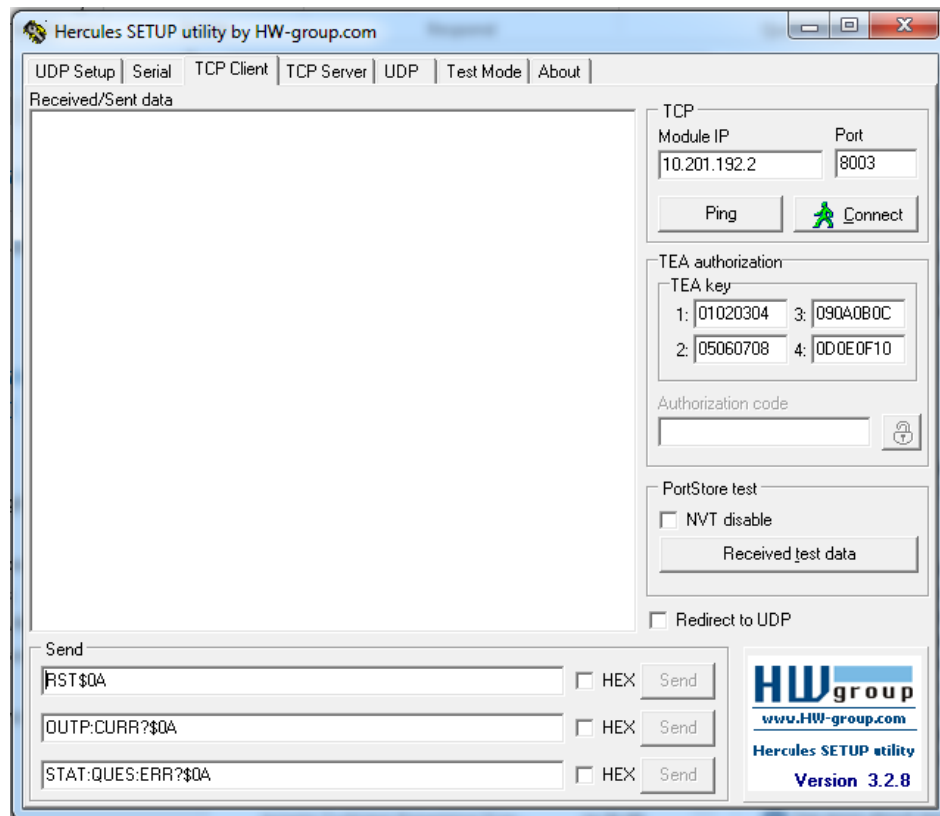 Hercules SETUP utility by HW-group.com
UDP Setup Serial TCP Client TCP Server UDP Test Mode About
Received/Sent data
TCP
Module IP Port
10.201.192.2 8003
Ping Connect
TEA authorization
TEA key
1: 01020304 3: 090A0B0C
2: 05060708 4: 0D0E0F10
Authorization code
PortStore test
NVT disable
Received test data
Redirect to UDP
Send
RST$0A HEX Send
OUTP:CURR?$0A HEX Send
STAT:QUES:ERR?$0A HEX Send
HW group
www.HW-group.com
Hercules SETUP utility
Version 3.2.8